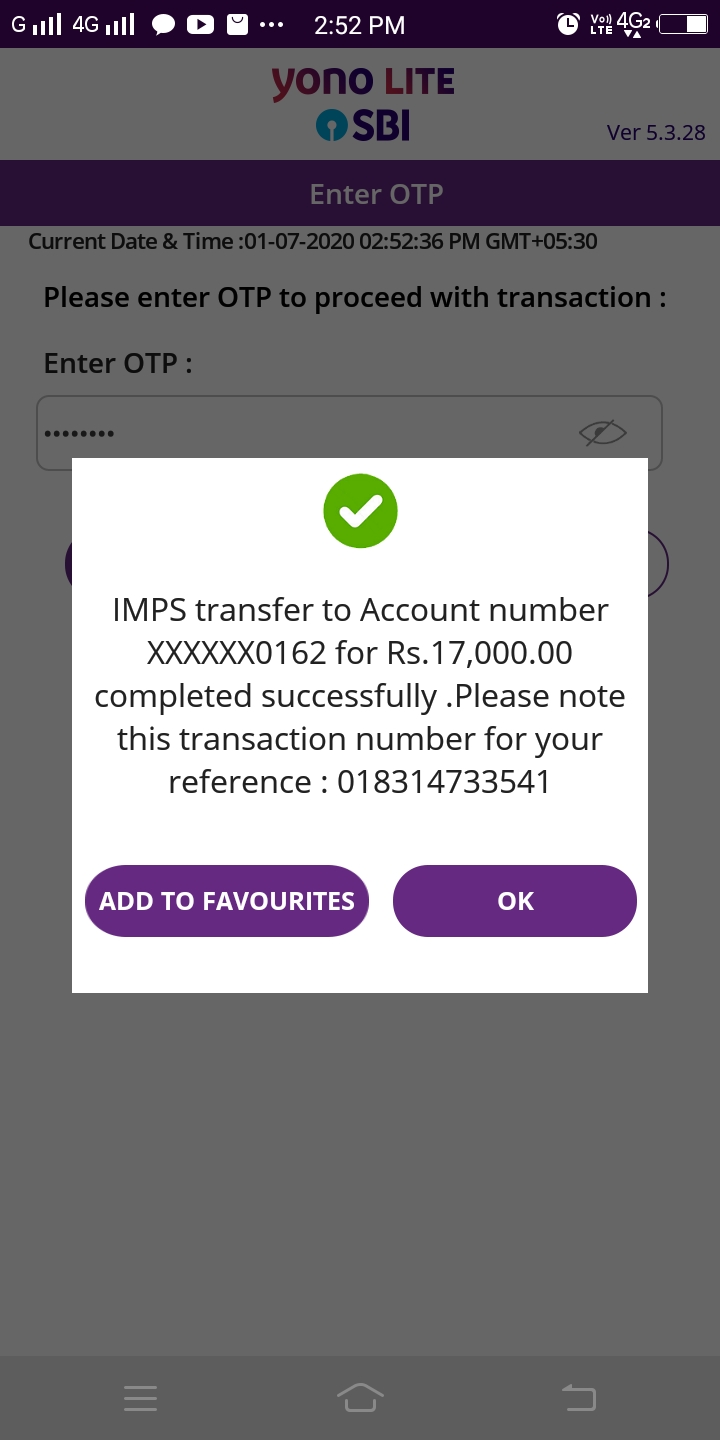 G 4G 2:52 PM Vo)) LTE 4G2
yono LITE
SBI
Ver 5.3.28
Enter OTP
Current Date & Time :01-07-2020 02:52:36 PM GMT+05:30
Please enter OTP to proceed with transaction :
Enter OTP :
••••••••
IMPS transfer to Account number
XXXXXX0162 for Rs.17,000.00
completed successfully .Please note
this transaction number for your
reference : 018314733541
ADD TO FAVOURITES OK